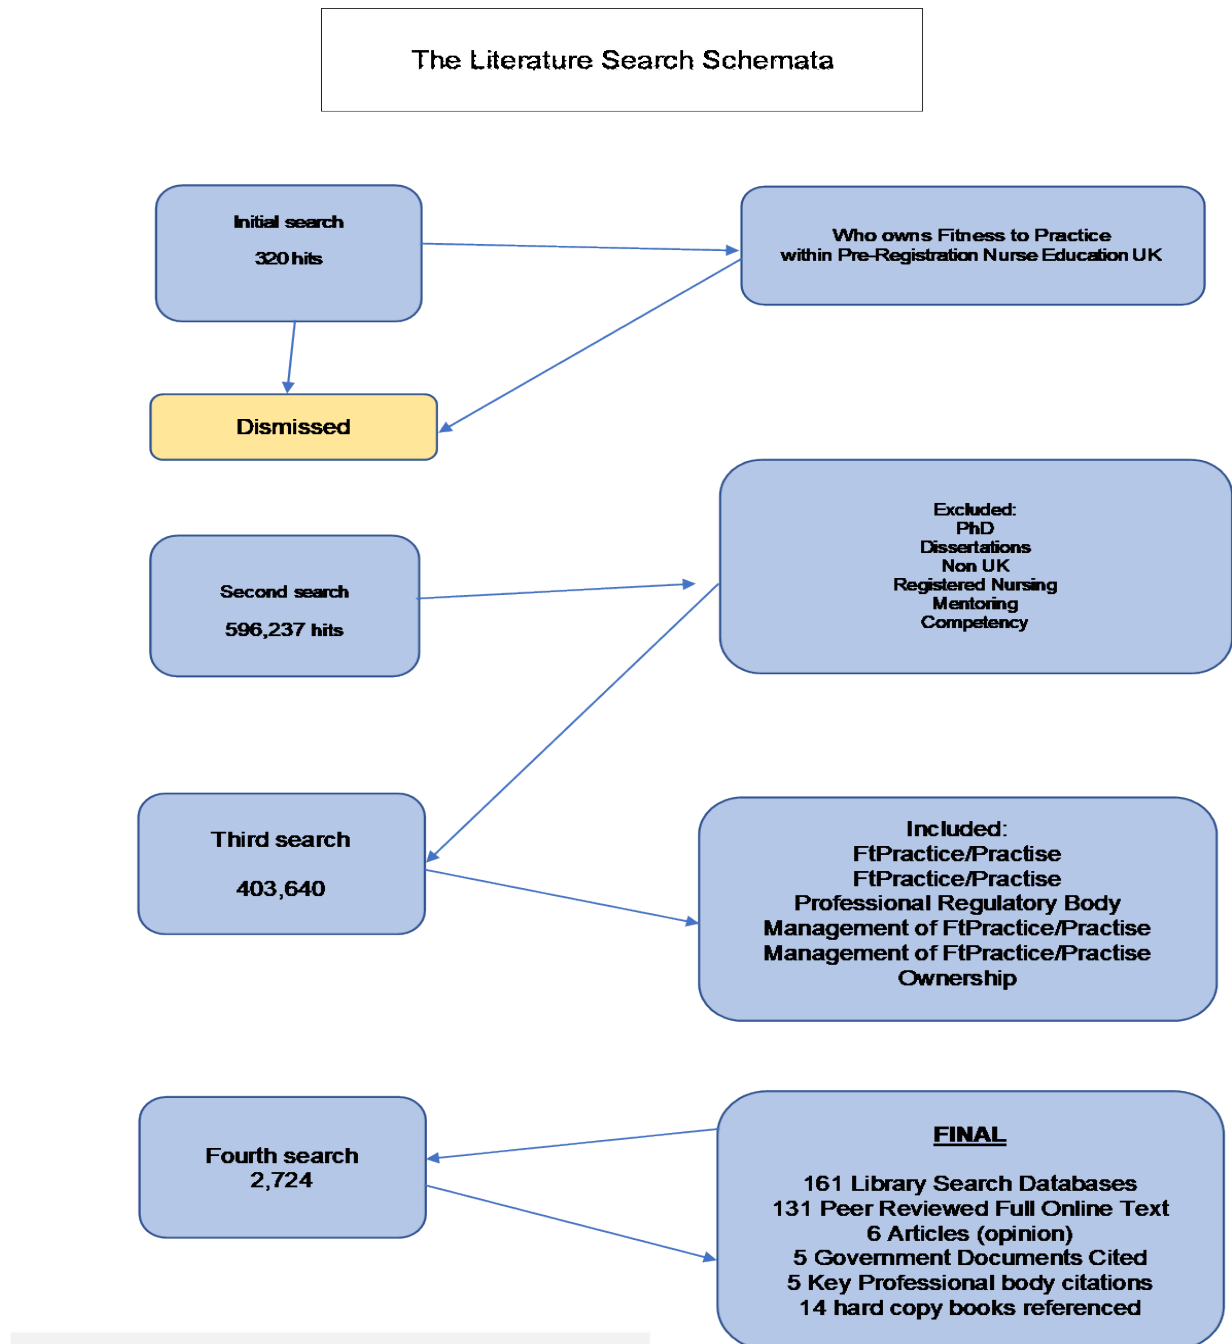 The Literature Search Schemata
Initial search
320 hits
Who owns Fitness to Practice
within Pre-Registration Nurse Education UK
Dismissed
Second search
596,237 hits
Excluded:
PhD
Dissertations
Non UK
Registered Nursing
Mentoring
Competency
Third search
403,640
Included:
FtPractice/Practise
FtPractice/Practise
Professional Regulatory Body
Management of FtPractice/Practise
Management of FtPractice/Practise
Ownership
Fourth search
2,724
FINAL
161 Library Search Databases
131 Peer Reviewed Full Online Text
6 Articles (opinion)
5 Government Documents Cited
5 Key Professional body citations
14 hard copy books referenced